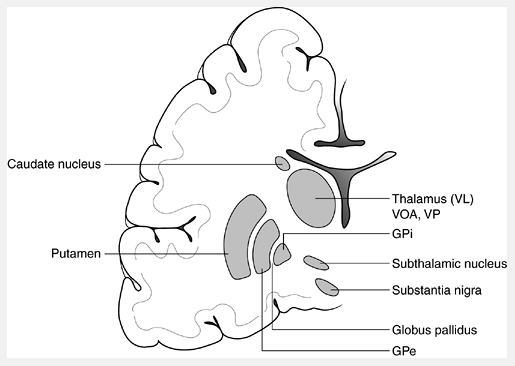 Caudate nucleus
Thalamus (VL)
VOA, VP
GPi
Putamen
Subthalamic nucleus
Substantia nigra
Globus pallidus
GPe